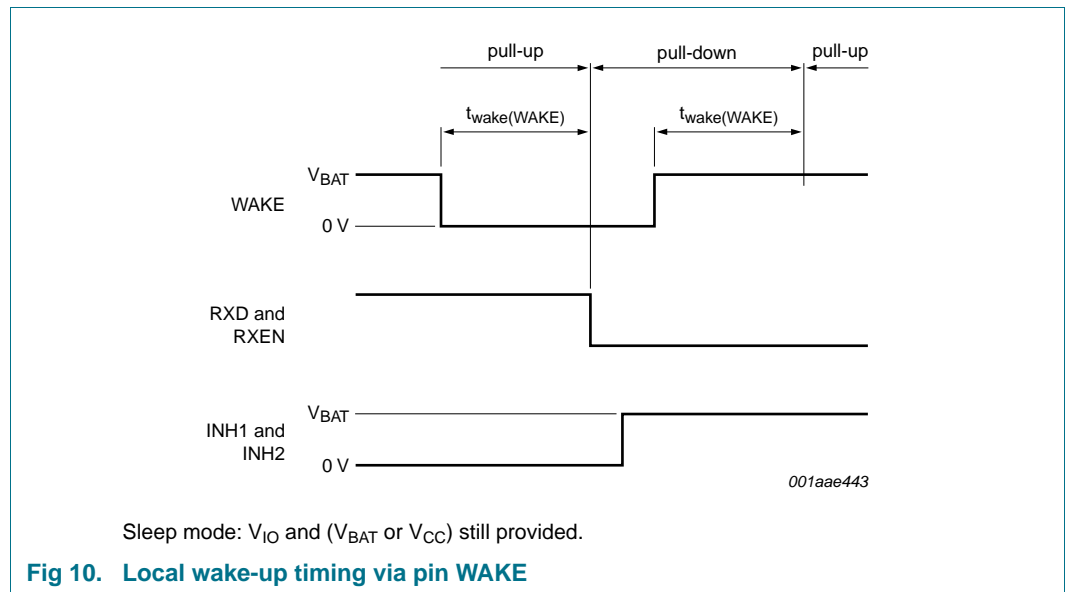 pull-up pull-down pull-up
twake(WAKE) twake(WAKE)
VBAT
WAKE
0 V
RXD and
RXEN
VBAT
INH1 and
INH2
0 V
001aae443
Sleep mode: VIO and (VBAT or VCC) still provided.
Fig 10. Local wake-up timing via pin WAKE